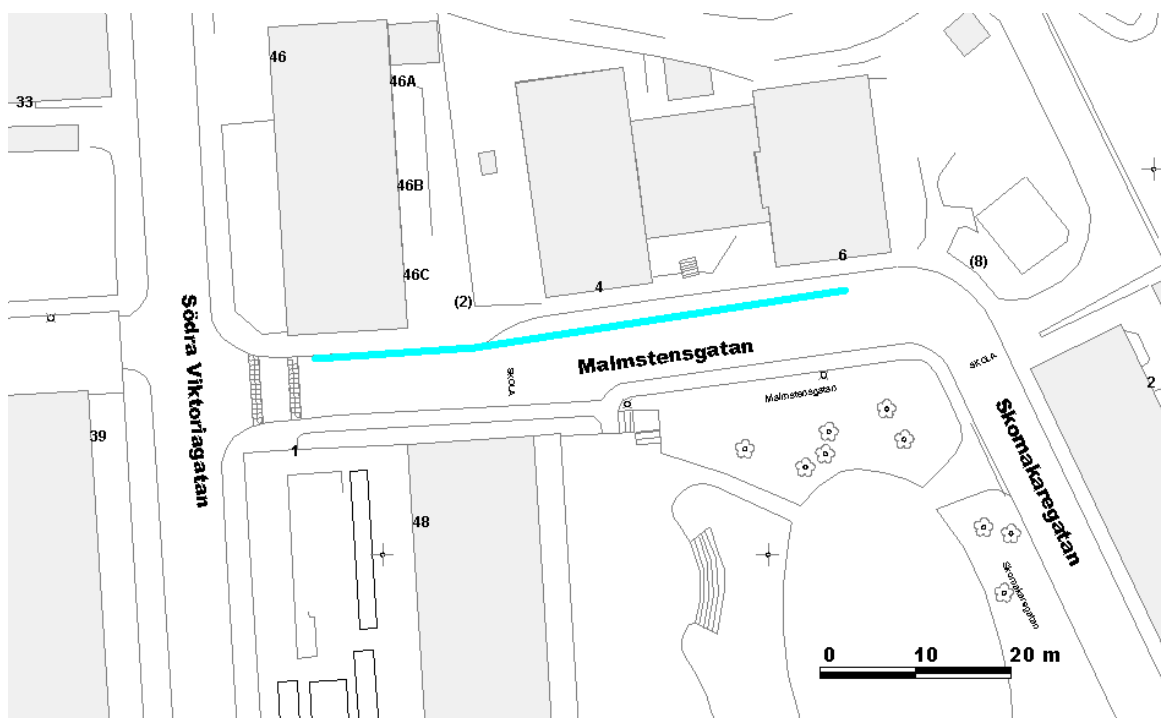 46
46A
33
46B
6
(8)
46C
4
(2)
Södra Viktoriagatan
Malmstensgatan
SKOLA
SKOLA
2
Malmstensgatan
39
1
Skomakaregatan
48
Skomakaregatan
0 10 20 m